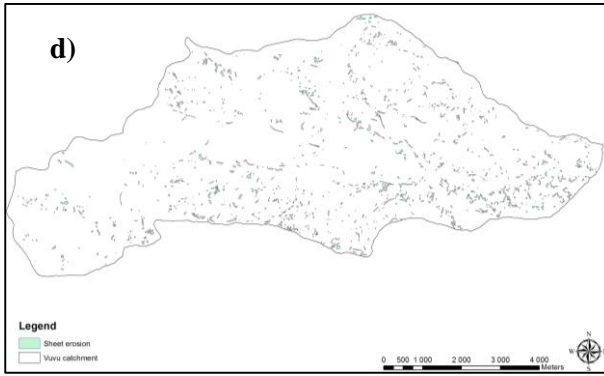 d)
Legend
Sheet erosion
Vuvu catchment
0 500 1 000 2 000 3 000 4 000
Meters
N
W
S